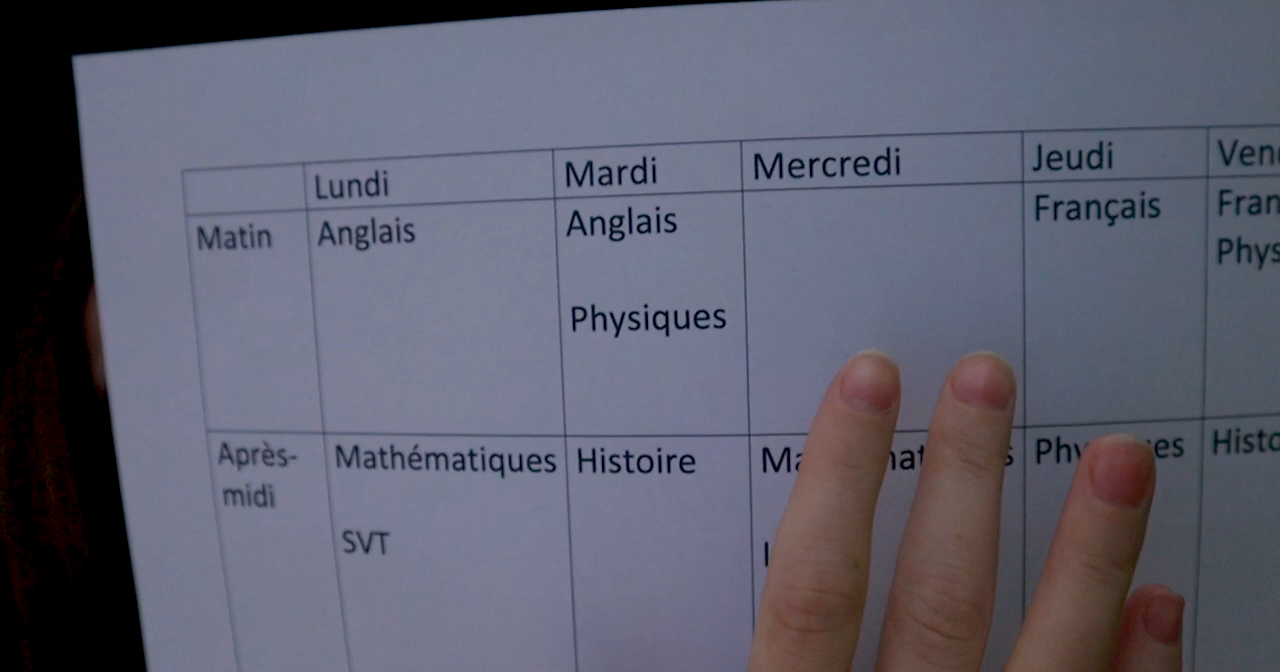 Lundi Mardi Mercredi Jeudi
Matin Anglais Anglais Français
Physiques
Après- Mathématiques Histoire
midi
SVT